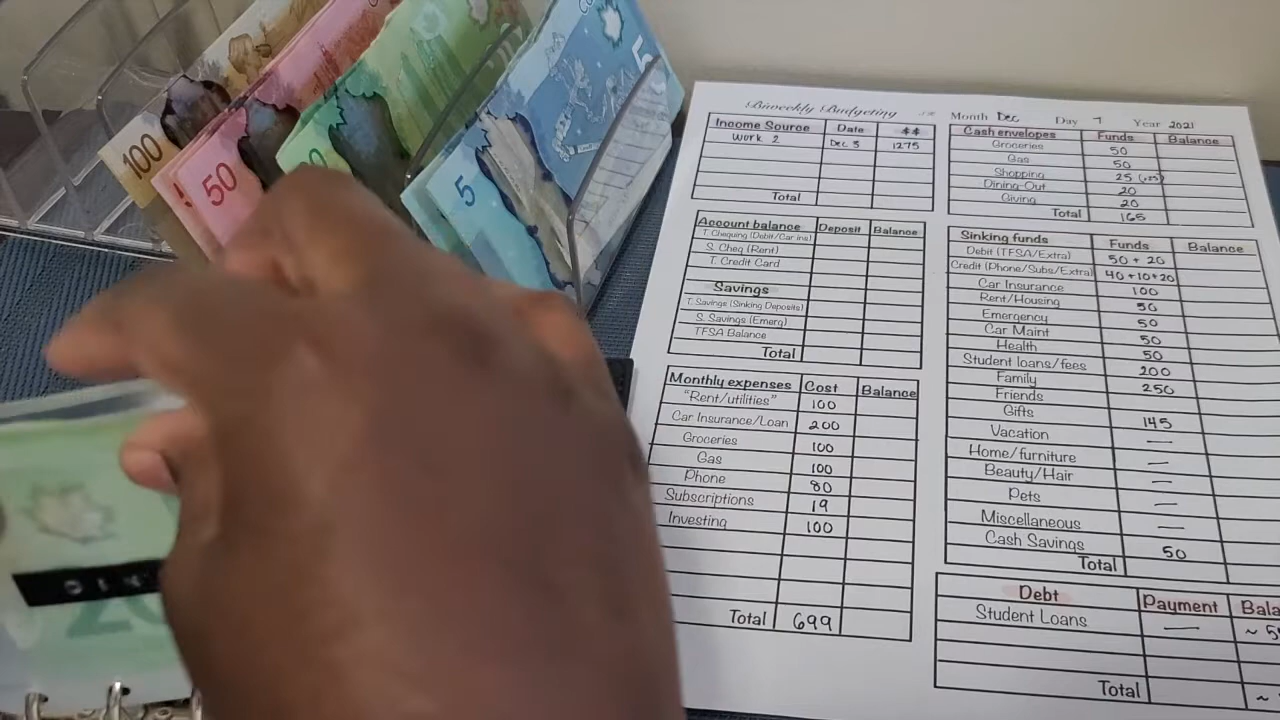 100
50
20
5
5
Biweekly Budgeting
Month Dec Day 7 Year 2021
Income Source Date $$
Work 2 Dec 3 1275
Total
Account balance Deposit Balance
T. Chequing (Debit/Car ins)
S. Cheq (Rent)
T. Credit Card
Savings
T. Savings (Sinking Deposits)
S. Savings (Emerg)
TFSA Balance
Total
Monthly expenses Cost Balance
"Rent/utilities" 100
Car Insurance/Loan 200
Groceries 100
Gas 100
Phone 80
Subscriptions 19
Investing 100
Total 699
Cash envelopes Funds Balance
Groceries 50
Gas 50
Shopping 25
Dining-Out 20
Giving 20
Total 165
Sinking funds Funds Balance
Debit (TFSA/Extra) 50 + 20
Credit (Phone/Subs/Extra) 40+10+20
Car Insurance 100
Rent/Housing 50
Emergency 50
Car Maint 50
Health 50
Student loans/fees 200
Family 250
Friends
Gifts 145
Vacation —
Home/furniture —
Beauty/Hair —
Pets —
Miscellaneous —
Cash Savings 50
Total
Debt Payment Bala
Student Loans — ~ 5
Total ~